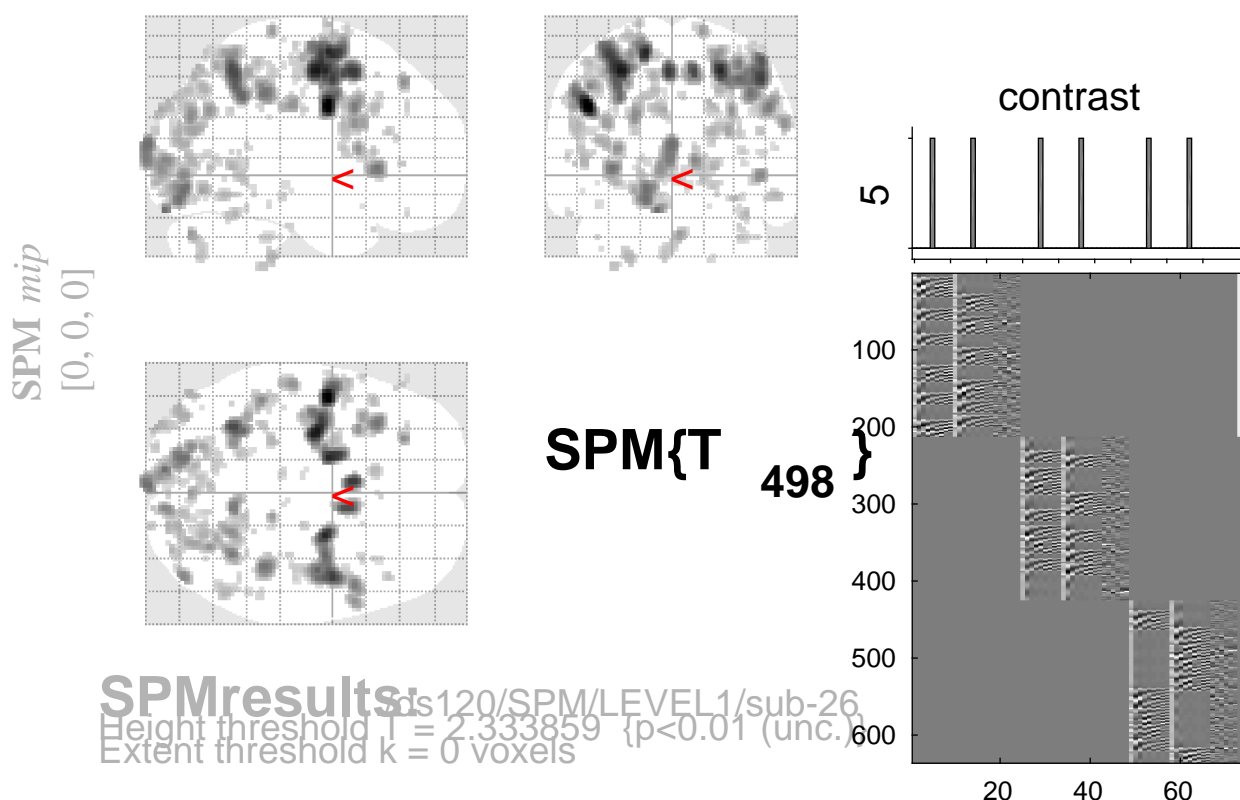 contrast
5
SPM mip
[0, 0, 0]
<
<
<
SPM{T498}
100
200
300
400
500
600
20
40
60
SPMresults: /ds120/SPM/LEVEL1/sub-26
Height threshold T = 2.333859 {p<0.01 (unc.)}
Extent threshold k = 0 voxels